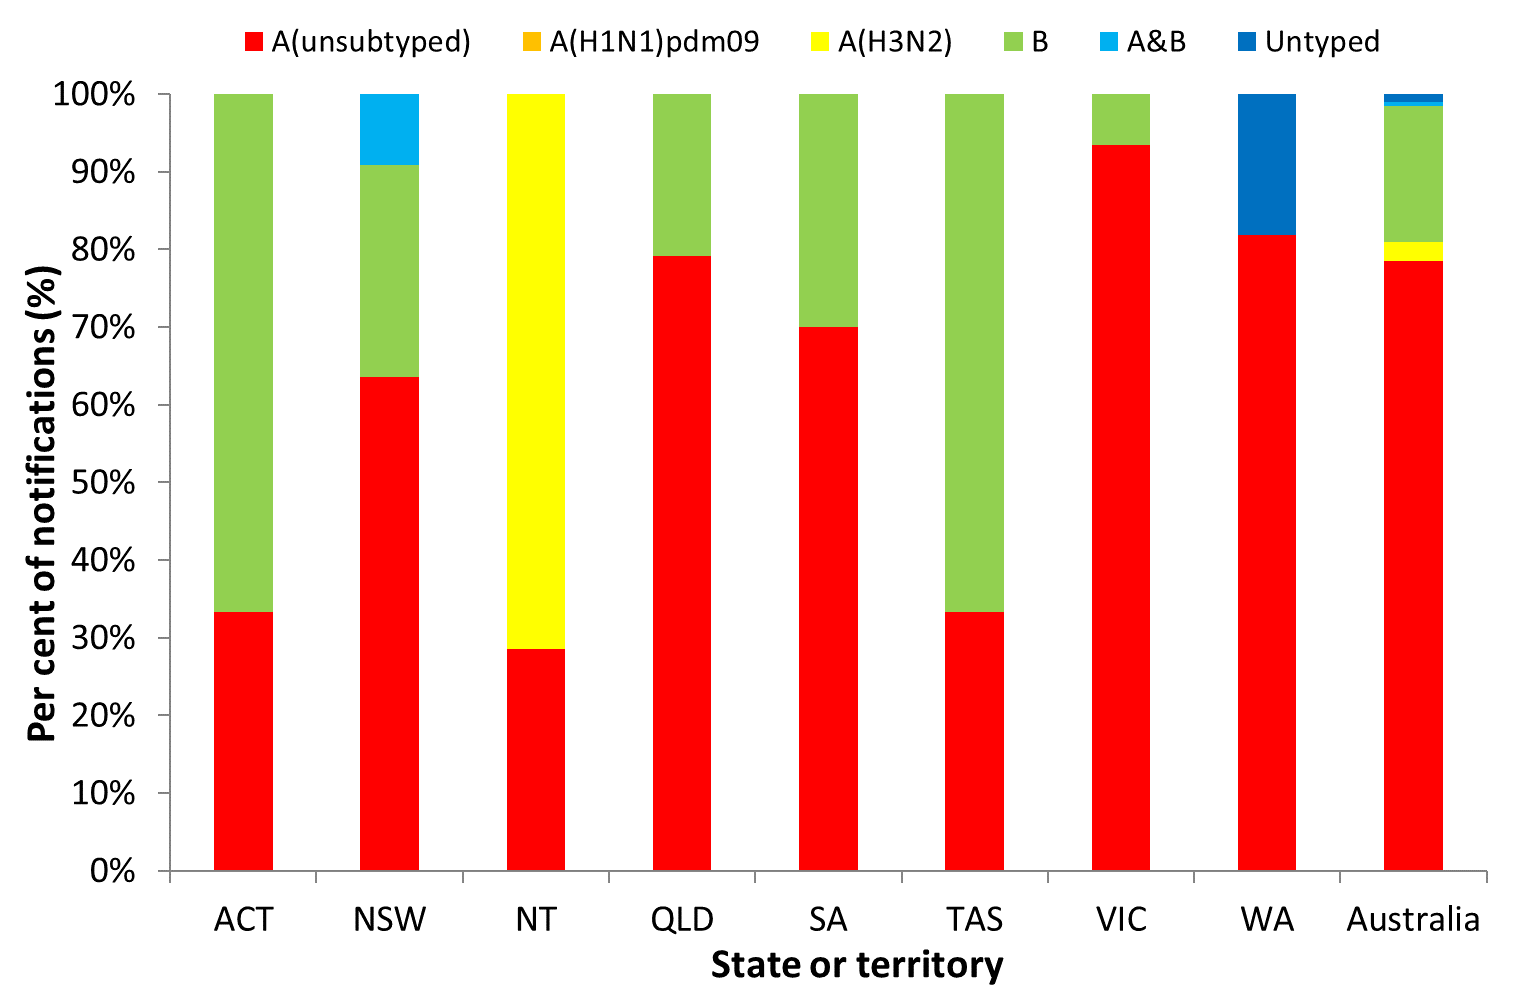 A(unsubtyped) A(H1N1)pdm09 A(H3N2) B A&B Untyped
100%
90%
80%
70%
60%
50%
40%
30%
20%
10%
0%
Per cent of notifications (%)
ACT NSW NT QLD SA TAS VIC WA Australia
State or territory